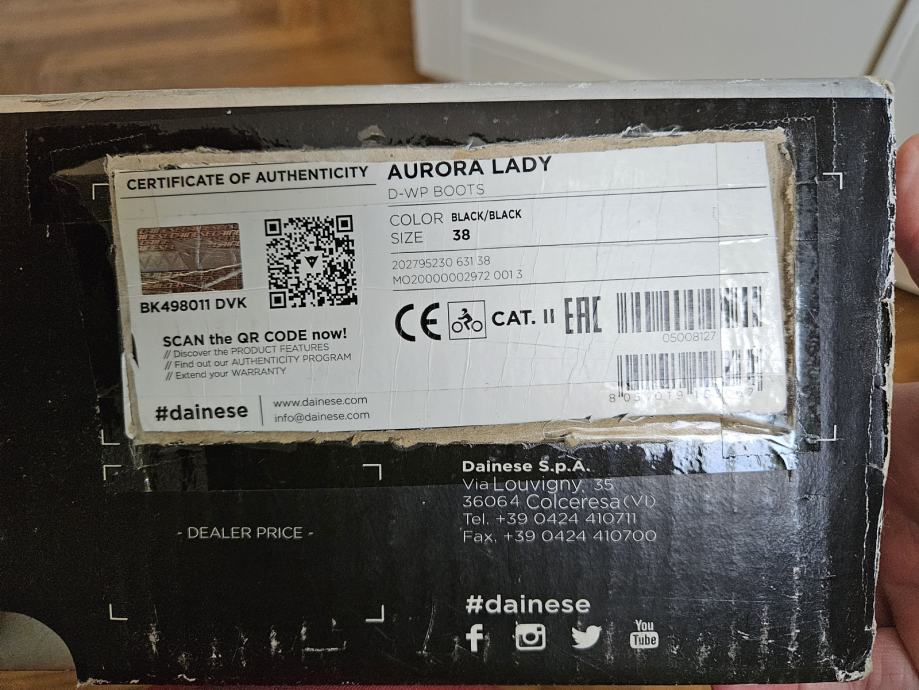 CERTIFICATE OF AUTHENTICITY
BK498011 DVK
SCAN the QR CODE now!
// Discover the PRODUCT FEATURES
// Find out our AUTHENTICITY PROGRAM
// Extend your WARRANTY
#dainese
www.dainese.com
info@dainese.com
AURORA LADY
D-WP BOOTS
COLOR BLACK/BLACK
SIZE 38
202795230 631 38
MO20000002972 001 3
CE CAT. II EAC
05008127
Dainese S.p.A.
Via Louvigny, 35
36064 Colceresa (VI)
Tel. +39 0424 410711
Fax. +39 0424 410700
- DEALER PRICE -
#dainese
You
Tube